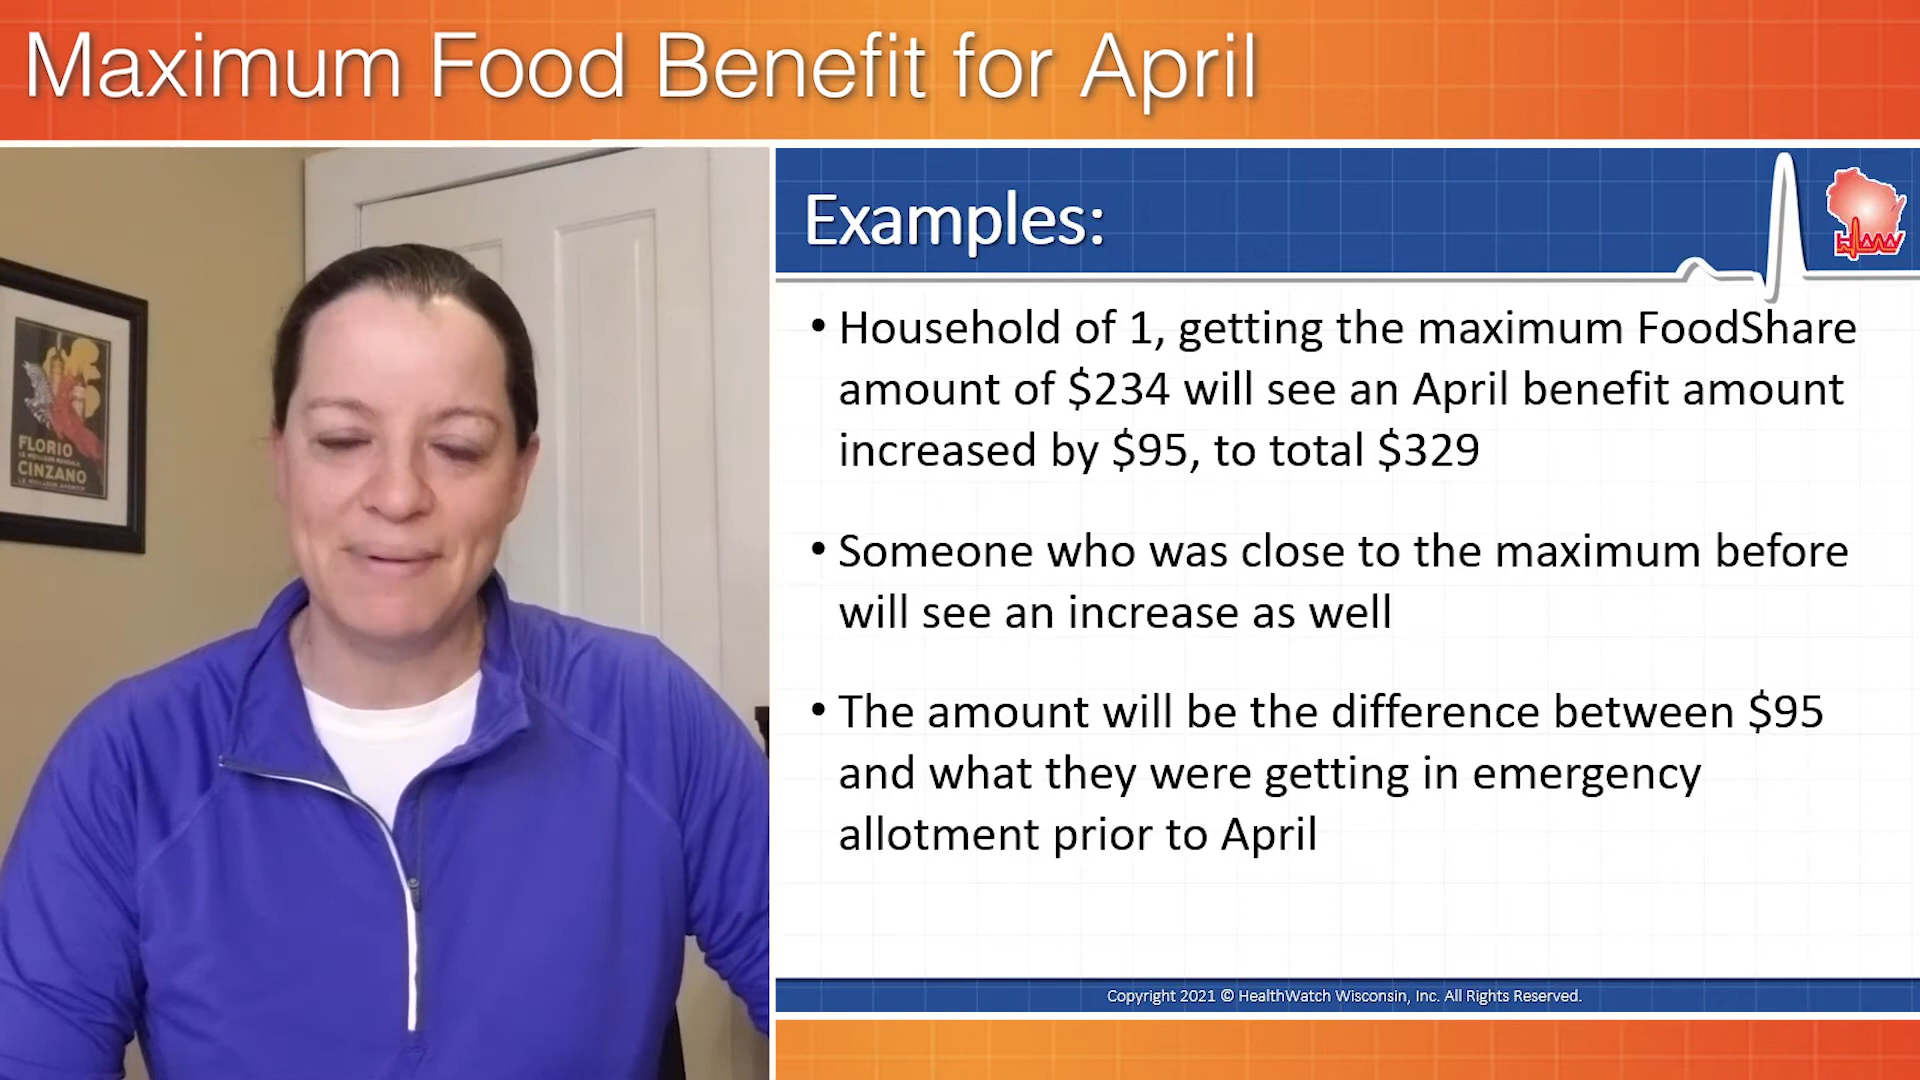 Maximum Food Benefit for April
FLORIO
CINZANO
Examples:
HWW
• Household of 1, getting the maximum FoodShare
amount of $234 will see an April benefit amount
increased by $95, to total $329
• Someone who was close to the maximum before
will see an increase as well
• The amount will be the difference between $95
and what they were getting in emergency
allotment prior to April
Copyright 2021 © HealthWatch Wisconsin, Inc. All Rights Reserved.